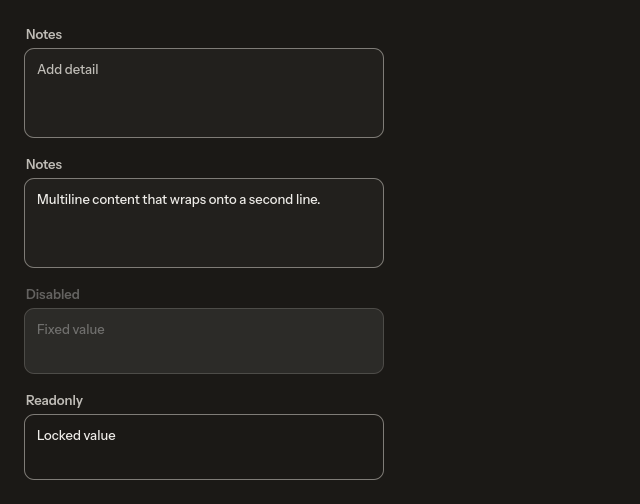 Notes
Add detail
Notes
Multiline content that wraps onto a second line.
Disabled
Fixed value
Readonly
Locked value